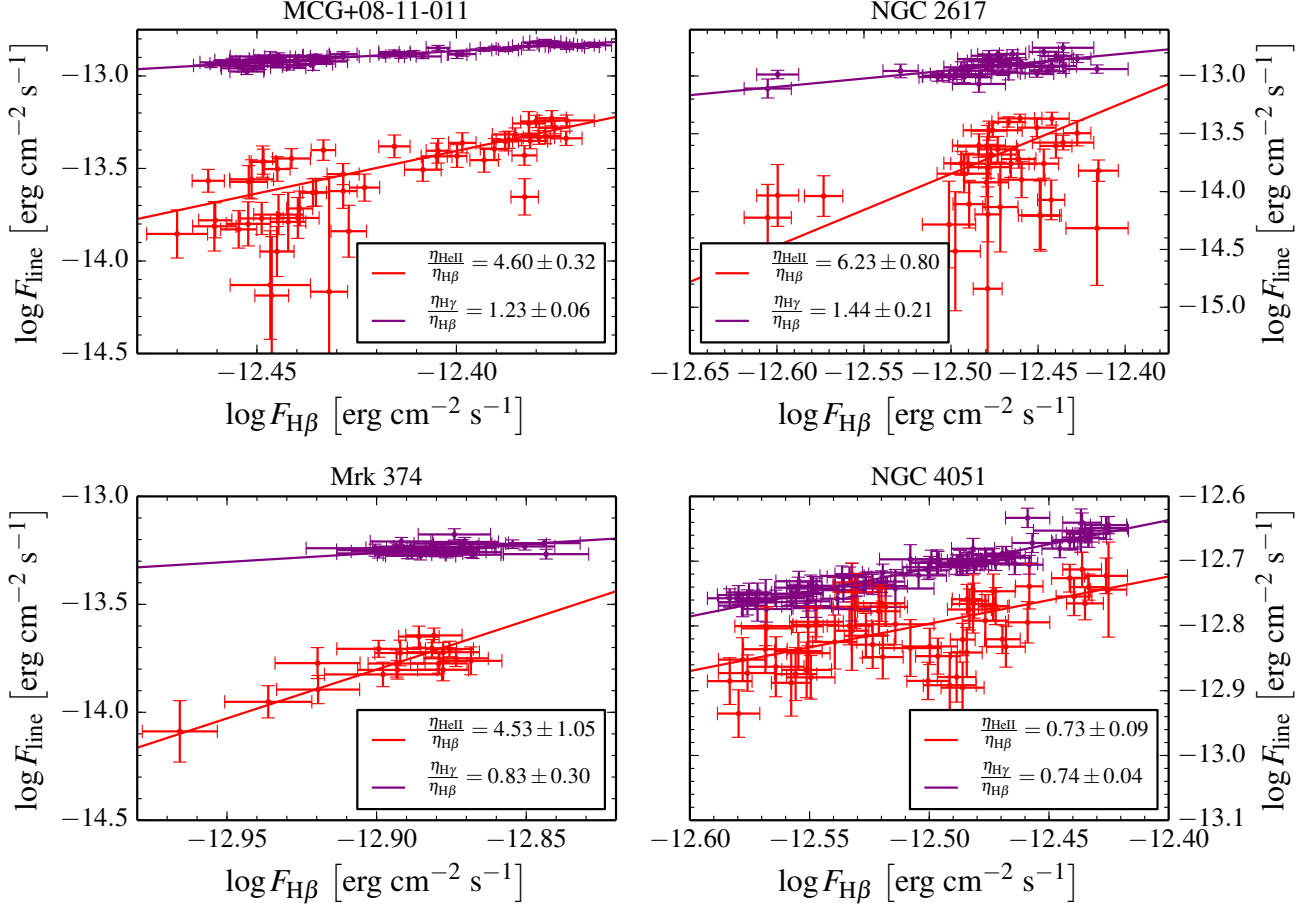 MCG+08-11-011
NGC 2617
−13.0
−13.5
−14.0
−14.5
log F_line [erg cm⁻² s⁻¹]
η_HeII/η_Hβ = 4.60 ± 0.32
η_Hγ/η_Hβ = 1.23 ± 0.06
−12.45
−12.40
log F_Hβ [erg cm⁻² s⁻¹]
η_HeII/η_Hβ = 6.23 ± 0.80
η_Hγ/η_Hβ = 1.44 ± 0.21
−13.0
−13.5
−14.0
−14.5
−15.0
log F_line [erg cm⁻² s⁻¹]
−12.65
−12.60
−12.55
−12.50
−12.45
−12.40
log F_Hβ [erg cm⁻² s⁻¹]
Mrk 374
NGC 4051
−13.0
−13.5
−14.0
−14.5
log F_line [erg cm⁻² s⁻¹]
η_HeII/η_Hβ = 4.53 ± 1.05
η_Hγ/η_Hβ = 0.83 ± 0.30
−12.95
−12.90
−12.85
log F_Hβ [erg cm⁻² s⁻¹]
η_HeII/η_Hβ = 0.73 ± 0.09
η_Hγ/η_Hβ = 0.74 ± 0.04
−12.6
−12.7
−12.8
−12.9
−13.0
−13.1
log F_line [erg cm⁻² s⁻¹]
−12.60
−12.55
−12.50
−12.45
−12.40
log F_Hβ [erg cm⁻² s⁻¹]